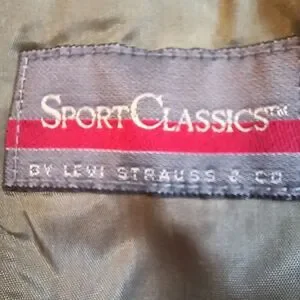 SPORTCLASSICS™
BY LEVI STRAUSS & CO